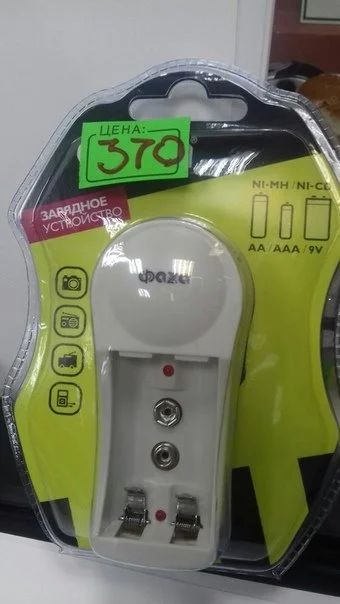 ЦЕНА:
370
ЗАРЯДНОЕ
УСТРОЙСТВО
NI-MH/NI-CD
AA/AAA/9V
фаzа